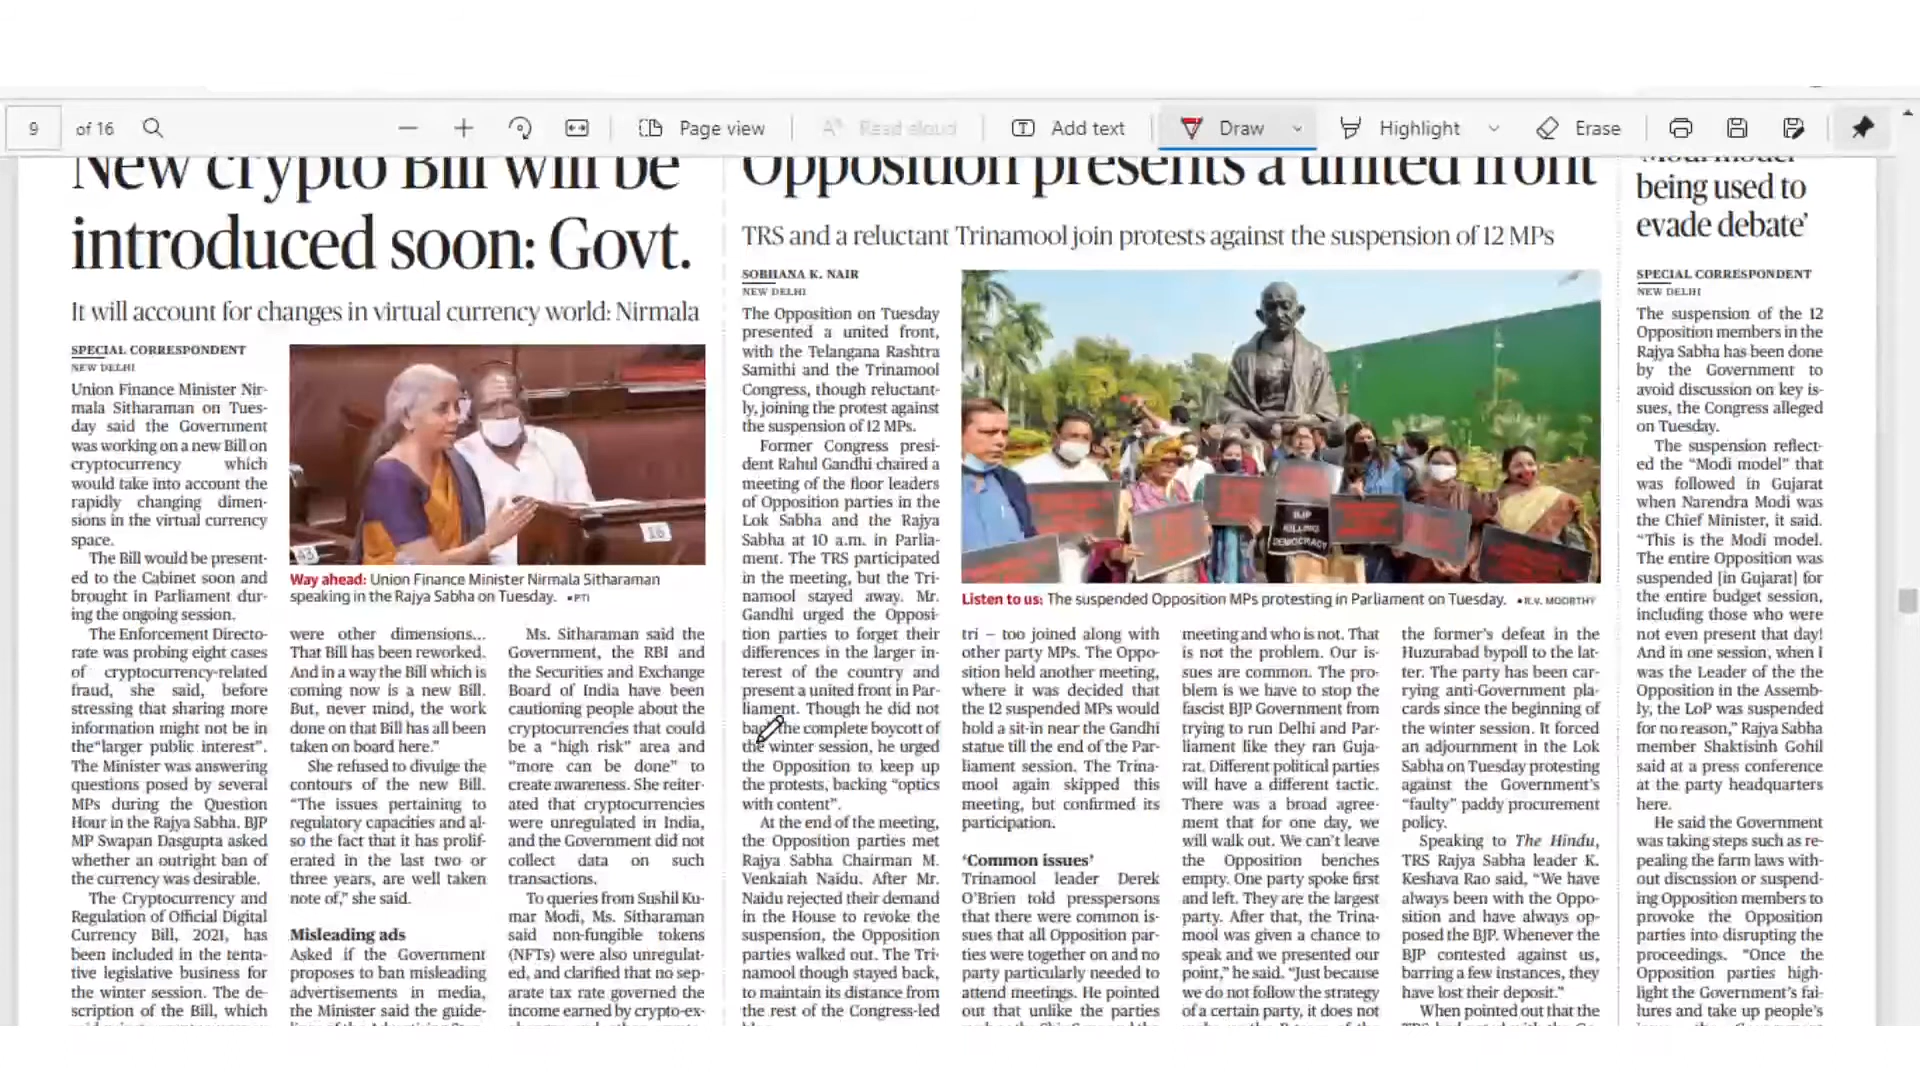 9 of 16 Page view Read aloud Add text Draw Highlight Erase
New crypto Bill will be
introduced soon: Govt.
It will account for changes in virtual currency world: Nirmala
SPECIAL CORRESPONDENT
NEW DELHI
Union Finance Minister Nir-
mala Sitharaman on Tues-
day said the Government
was working on a new Bill on
cryptocurrency which
would take into account the
rapidly changing dimen-
sions in the virtual currency
space.
The Bill would be present-
ed to the Cabinet soon and
brought in Parliament dur-
ing the ongoing session.
The Enforcement Directo-
rate was probing eight cases
of cryptocurrency-related
fraud, she said, before
stressing that sharing more
information might not be in
the "larger public interest".
The Minister was answering
questions posed by several
MPs during the Question
Hour in the Rajya Sabha. BJP
MP Swapan Dasgupta asked
whether an outright ban of
the currency was desirable.
The Cryptocurrency and
Regulation of Official Digital
Currency Bill, 2021, has
been included in the tenta-
tive legislative business for
the winter session. The de-
scription of the Bill, which
43
16
Way ahead: Union Finance Minister Nirmala Sitharaman
speaking in the Rajya Sabha on Tuesday. • PTI
were other dimensions...
That Bill has been reworked.
And in a way the Bill which is
coming now is a new Bill.
But, never mind, the work
done on that Bill has all been
taken on board here."
She refused to divulge the
contours of the new Bill.
"The issues pertaining to
regulatory capacities and al-
so the fact that it has prolif-
erated in the last two or
three years, are well taken
note of," she said.
Misleading ads
Asked if the Government
proposes to ban misleading
advertisements in media,
the Minister said the guide-
Ms. Sitharaman said the
Government, the RBI and
the Securities and Exchange
Board of India have been
cautioning people about the
cryptocurrencies that could
be a "high risk" area and
"more can be done" to
create awareness. She reiter-
ated that cryptocurrencies
were unregulated in India,
and the Government did not
collect data on such
transactions.
To queries from Sushil Ku-
mar Modi, Ms. Sitharaman
said non-fungible tokens
(NFTs) were also unregulat-
ed, and clarified that no sep-
arate tax rate governed the
income earned by crypto-ex-
Opposition presents a united front
TRS and a reluctant Trinamool join protests against the suspension of 12 MPs
SOBHANA K. NAIR
NEW DELHI
The Opposition on Tuesday
presented a united front,
with the Telangana Rashtra
Samithi and the Trinamool
Congress, though reluctant-
ly, joining the protest against
the suspension of 12 MPs.
Former Congress presi-
dent Rahul Gandhi chaired a
meeting of the floor leaders
of Opposition parties in the
Lok Sabha and the Rajya
Sabha at 10 a.m. in Parlia-
ment. The TRS participated
in the meeting, but the Tri-
namool stayed away. Mr.
Gandhi urged the Opposi-
tion parties to forget their
differences in the larger in-
terest of the country and
present a united front in Par-
liament. Though he did not
the complete boycott of
the winter session, he urged
the Opposition to keep up
the protests, backing "optics
with content".
At the end of the meeting,
the Opposition parties met
Rajya Sabha Chairman M.
Venkaiah Naidu. After Mr.
Naidu rejected their demand
in the House to revoke the
suspension, the Opposition
parties walked out. The Tri-
namool though stayed back,
to maintain its distance from
the rest of the Congress-led
BJP
KILLING
DEMOCRACY
Listen to us: The suspended Opposition MPs protesting in Parliament on Tuesday. • R.V. MOORTHY
tri – too joined along with
other party MPs. The Oppo-
sition held another meeting,
where it was decided that
the 12 suspended MPs would
hold a sit-in near the Gandhi
statue till the end of the Par-
liament session. The Trina-
mool again skipped this
meeting, but confirmed its
participation.
'Common issues'
Trinamool leader Derek
O'Brien told presspersons
that there were common is-
sues that all Opposition par-
ties were together on and no
party particularly needed to
attend meetings. He pointed
out that unlike the parties
meeting and who is not. That
is not the problem. Our is-
sues are common. The pro-
blem is we have to stop the
fascist BJP Government from
trying to run Delhi and Par-
liament like they ran Guja-
rat. Different political parties
will have a different tactic.
There was a broad agree-
ment that for one day, we
will walk out. We can't leave
the Opposition benches
empty. One party spoke first
and left. They are the largest
party. After that, the Trina-
mool was given a chance to
speak and we presented our
point," he said. "Just because
we do not follow the strategy
of a certain party, it does not
the former's defeat in the
Huzurabad bypoll to the lat-
ter. The party has been car-
rying anti-Government pla-
cards since the beginning of
the winter session. It forced
an adjournment in the Lok
Sabha on Tuesday protesting
against the Government's
"faulty" paddy procurement
policy.
Speaking to The Hindu,
TRS Rajya Sabha leader K.
Keshava Rao said, "We have
always been with the Oppo-
sition and have always op-
posed the BJP. Whenever the
BJP contested against us,
barring a few instances, they
have lost their deposit."
When pointed out that the
'Modi model
being used to
evade debate'
SPECIAL CORRESPONDENT
NEW DELHI
The suspension of the 12
Opposition members in the
Rajya Sabha has been done
by the Government to
avoid discussion on key is-
sues, the Congress alleged
on Tuesday.
The suspension reflect-
ed the "Modi model" that
was followed in Gujarat
when Narendra Modi was
the Chief Minister, it said.
"This is the Modi model.
The entire Opposition was
suspended [in Gujarat] for
the entire budget session,
including those who were
not even present that day!
And in one session, when I
was the Leader of the
Opposition in the Assemb-
ly, the LoP was suspended
for no reason," Rajya Sabha
member Shaktisinh Gohil
said at a press conference
at the party headquarters
here.
He said the Government
was taking steps such as re-
pealing the farm laws with-
out discussion or suspend-
ing Opposition members to
provoke the Opposition
parties into disrupting the
proceedings. "Once the
Opposition parties high-
light the Government's fai-
lures and take up people's